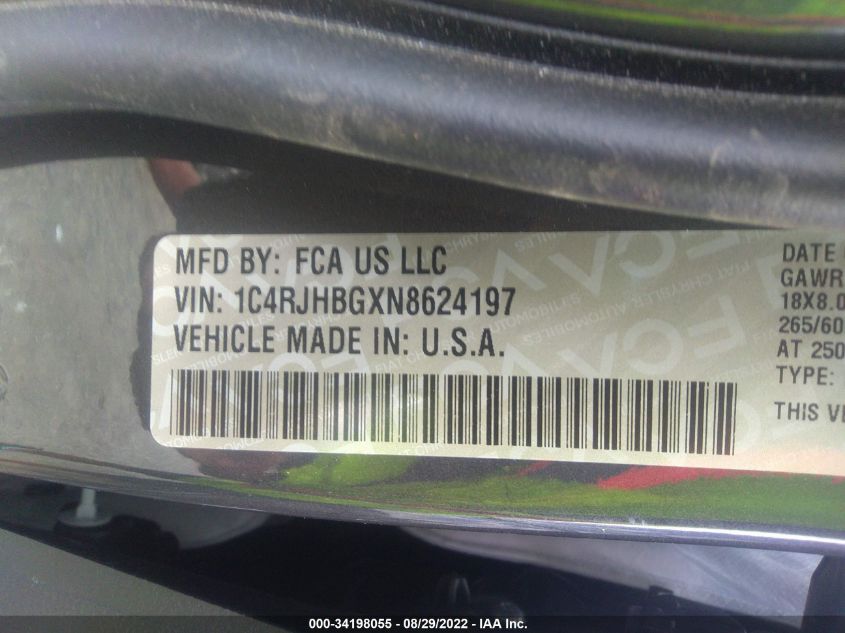 MFD BY: FCA US LLC
VIN: 1C4RJHBGXN8624197
VEHICLE MADE IN: U.S.A.
DATE
GAWR
18X8.0
265/60
AT 250
TYPE:
THIS VE
000-34198055 - 08/29/2022 - IAA Inc.